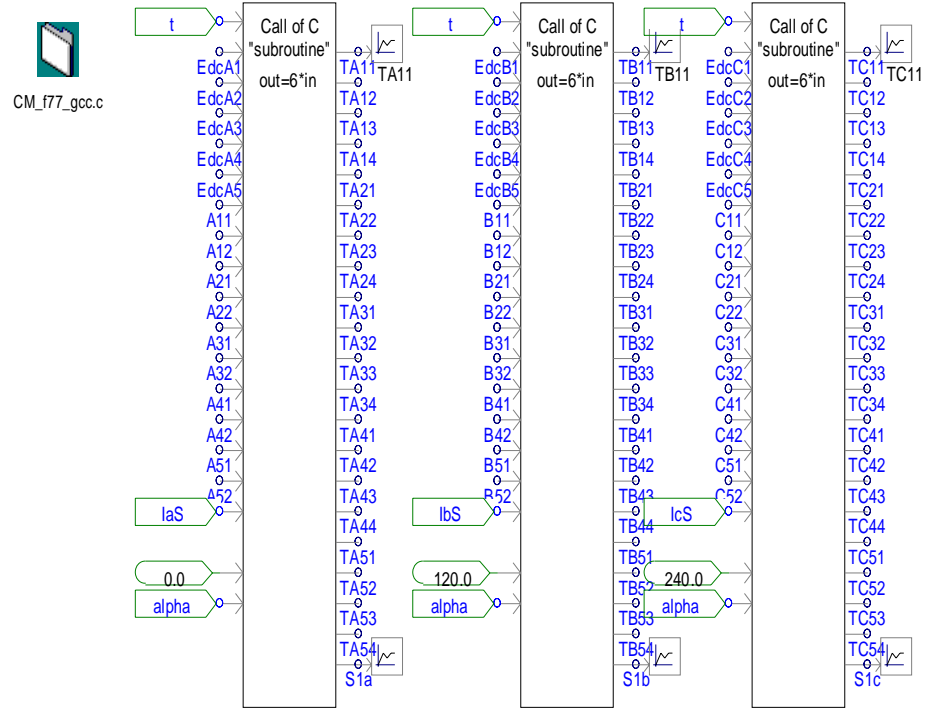 CM_f77_gcc.c
t
Call of C
"subroutine"
out=6*in
EdcA1
EdcA2
EdcA3
EdcA4
EdcA5
A11
A12
A21
A22
A31
A32
A41
A42
A51
A52
IaS
0.0
alpha
TA11
TA11
TA12
TA13
TA14
TA21
TA22
TA23
TA24
TA31
TA32
TA33
TA34
TA41
TA42
TA43
TA44
TA51
TA52
TA53
TA54
S1a
t
Call of C
"subroutine"
out=6*in
EdcB1
EdcB2
EdcB3
EdcB4
EdcB5
B11
B12
B21
B22
B31
B32
B41
B42
B51
B52
IbS
120.0
alpha
TB11
TB11
TB12
TB13
TB14
TB21
TB22
TB23
TB24
TB31
TB32
TB33
TB34
TB41
TB42
TB43
TB44
TB51
TB52
TB53
TB54
S1b
t
Call of C
"subroutine"
out=6*in
EdcC1
EdcC2
EdcC3
EdcC4
EdcC5
C11
C12
C21
C22
C31
C32
C41
C42
C51
C52
IcS
240.0
alpha
TC11
TC11
TC12
TC13
TC14
TC21
TC22
TC23
TC24
TC31
TC32
TC33
TC34
TC41
TC42
TC43
TC44
TC51
TC52
TC53
TC54
S1c